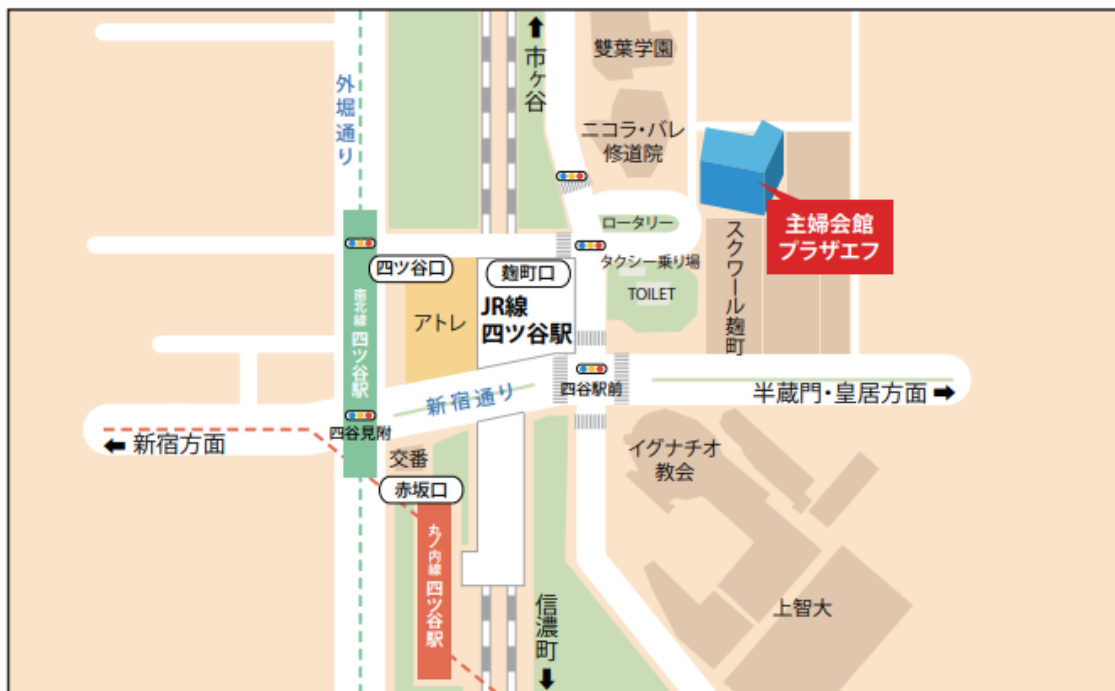 雙葉学園
市ヶ谷
外堀通り
ニコラ・バレ
修道院
主婦会館
プラザエフ
ロータリー
スクワール麹町
タクシー乗り場
TOILET
四ツ谷口
麹町口
JR線
四ツ谷駅
アトレ
南北線 四ツ谷駅
新宿通り
四谷駅前
半蔵門・皇居方面
四谷見附
新宿方面
交番
赤坂口
イグナチオ
教会
丸ノ内線 四ツ谷駅
信濃町
上智大